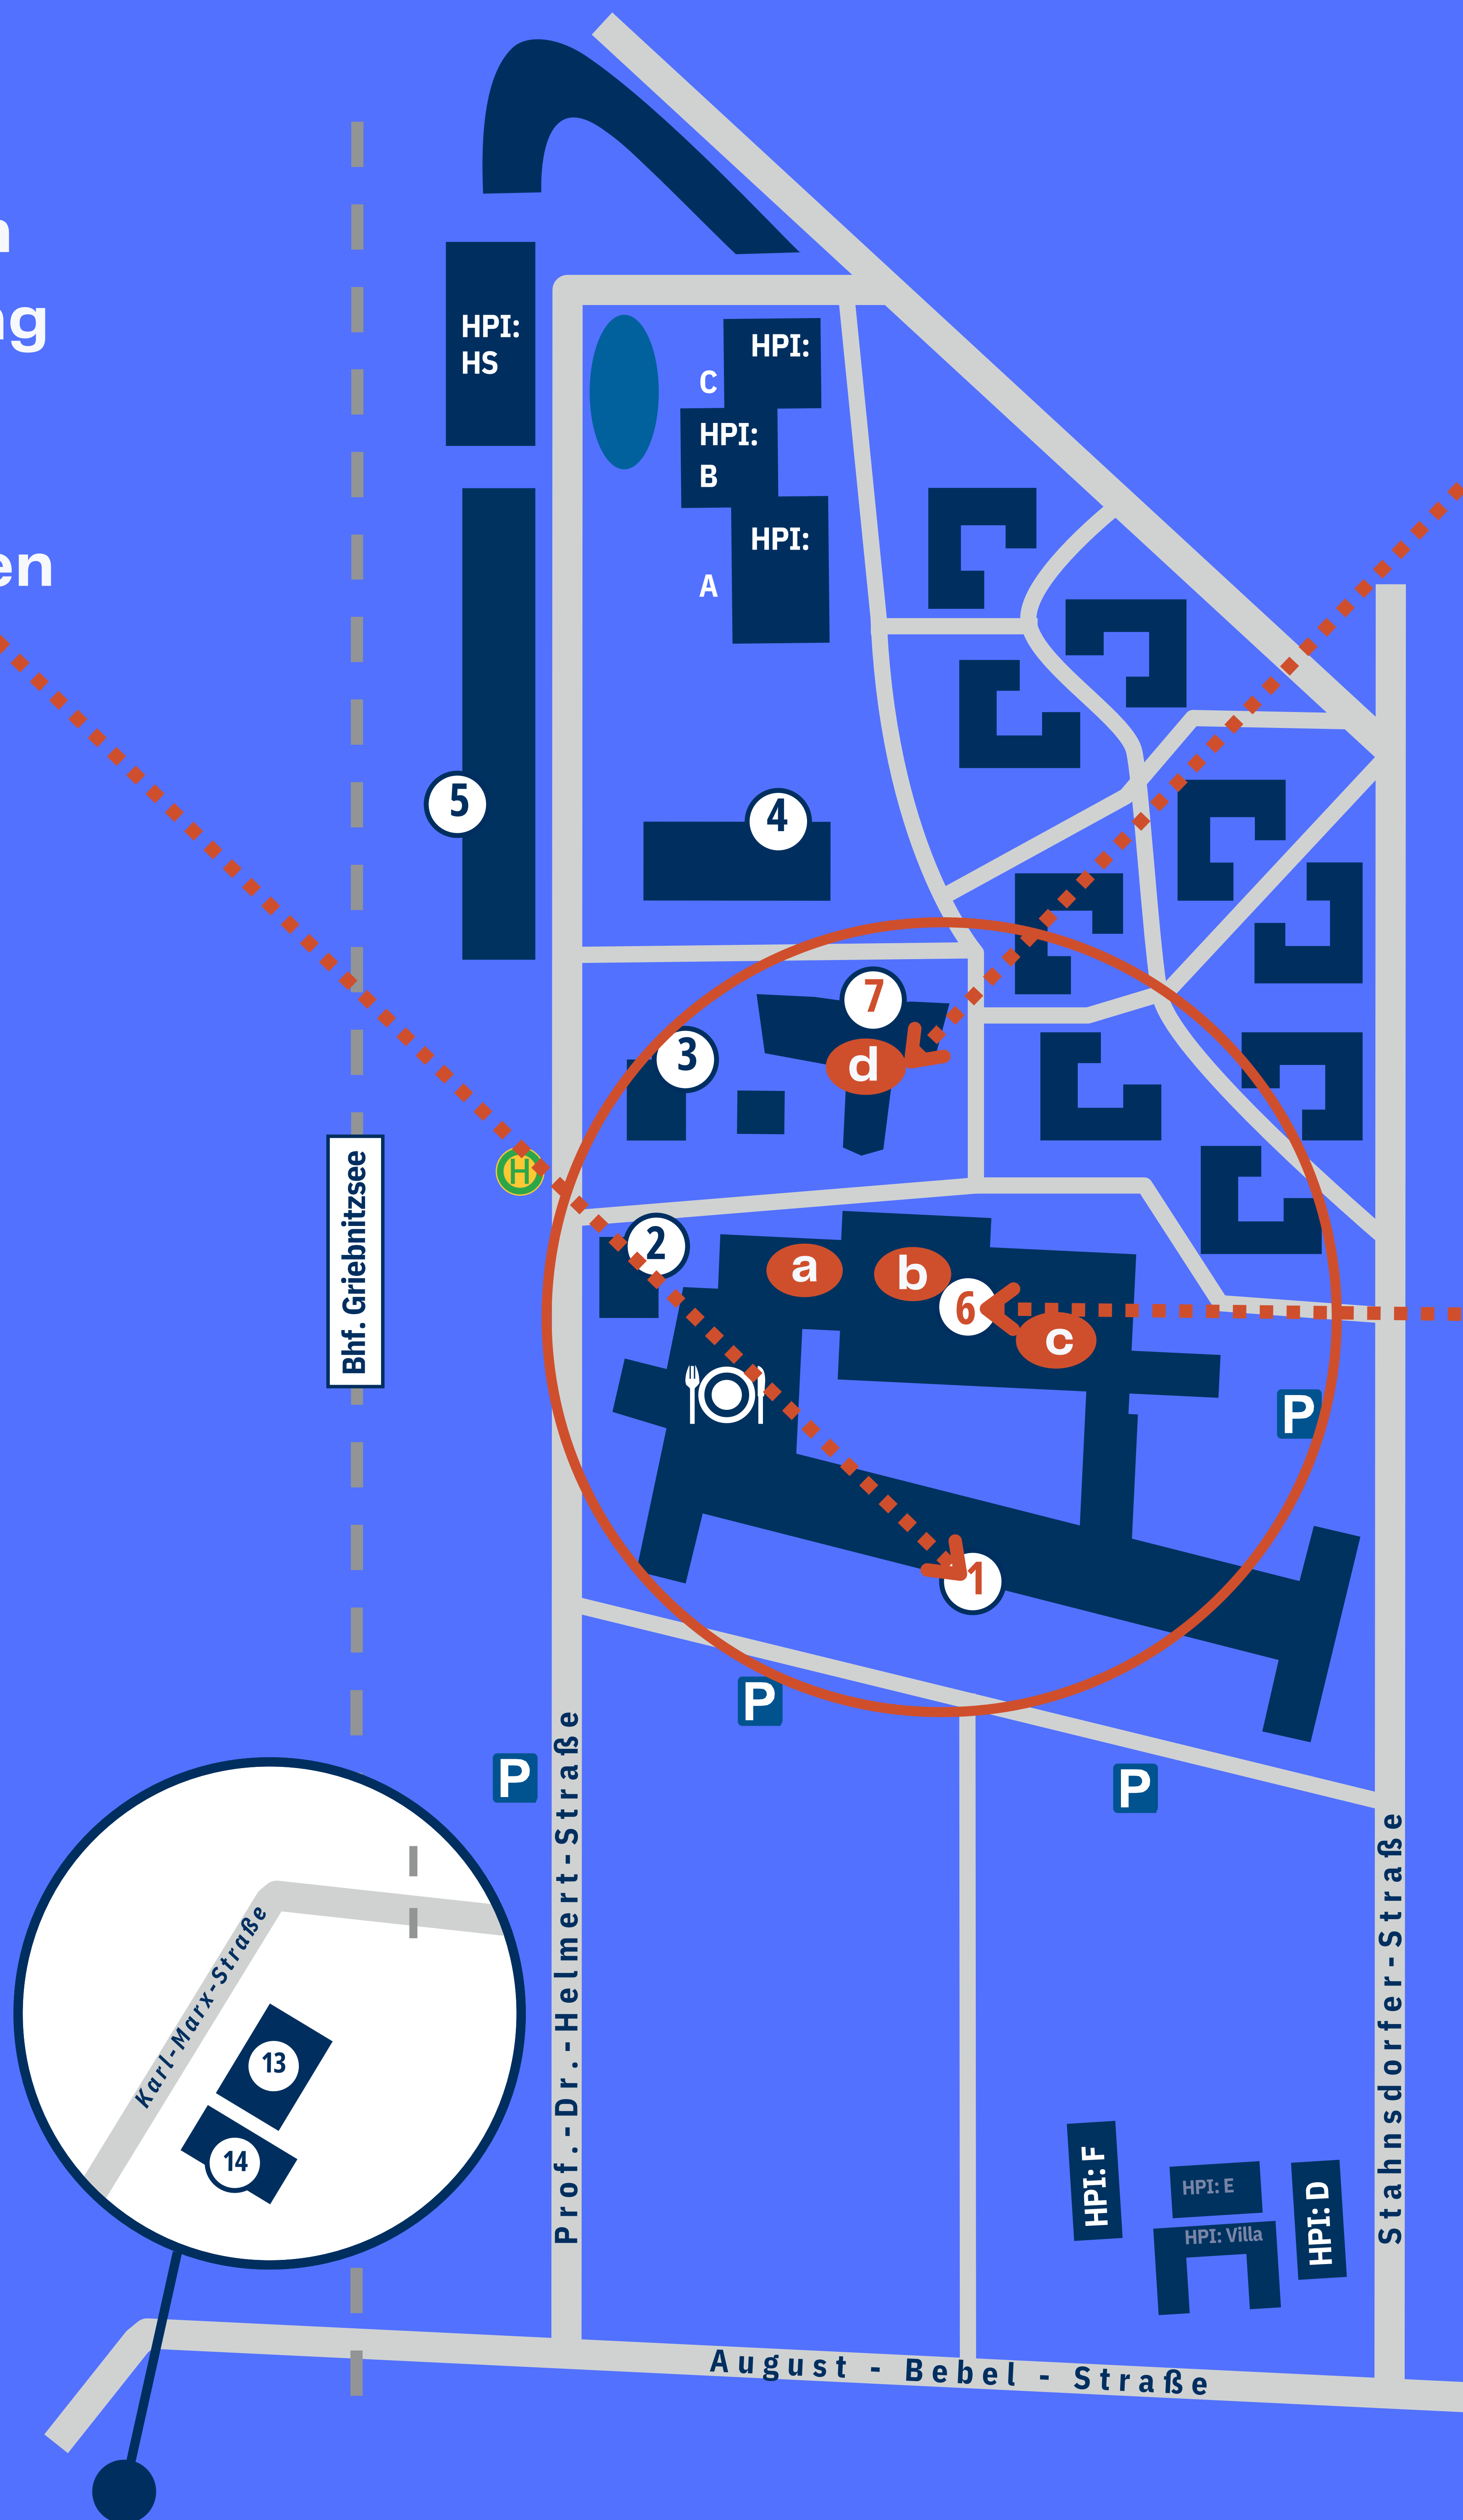 n
ng
en
HPI:
HS
HPI:
C
HPI:
B
HPI:
A
5
4
7
d
3
H
Bhf. Griebnitzsee
2
a
b
6
c
P
1
P
P
P
Prof.-Dr.-Helmert-Straße
Stahnsdorfer-Straße
Karl-Marx-Straße
13
14
HPI: F
HPI: E
HPI: Villa
HPI: D
August - Bebel - Straße